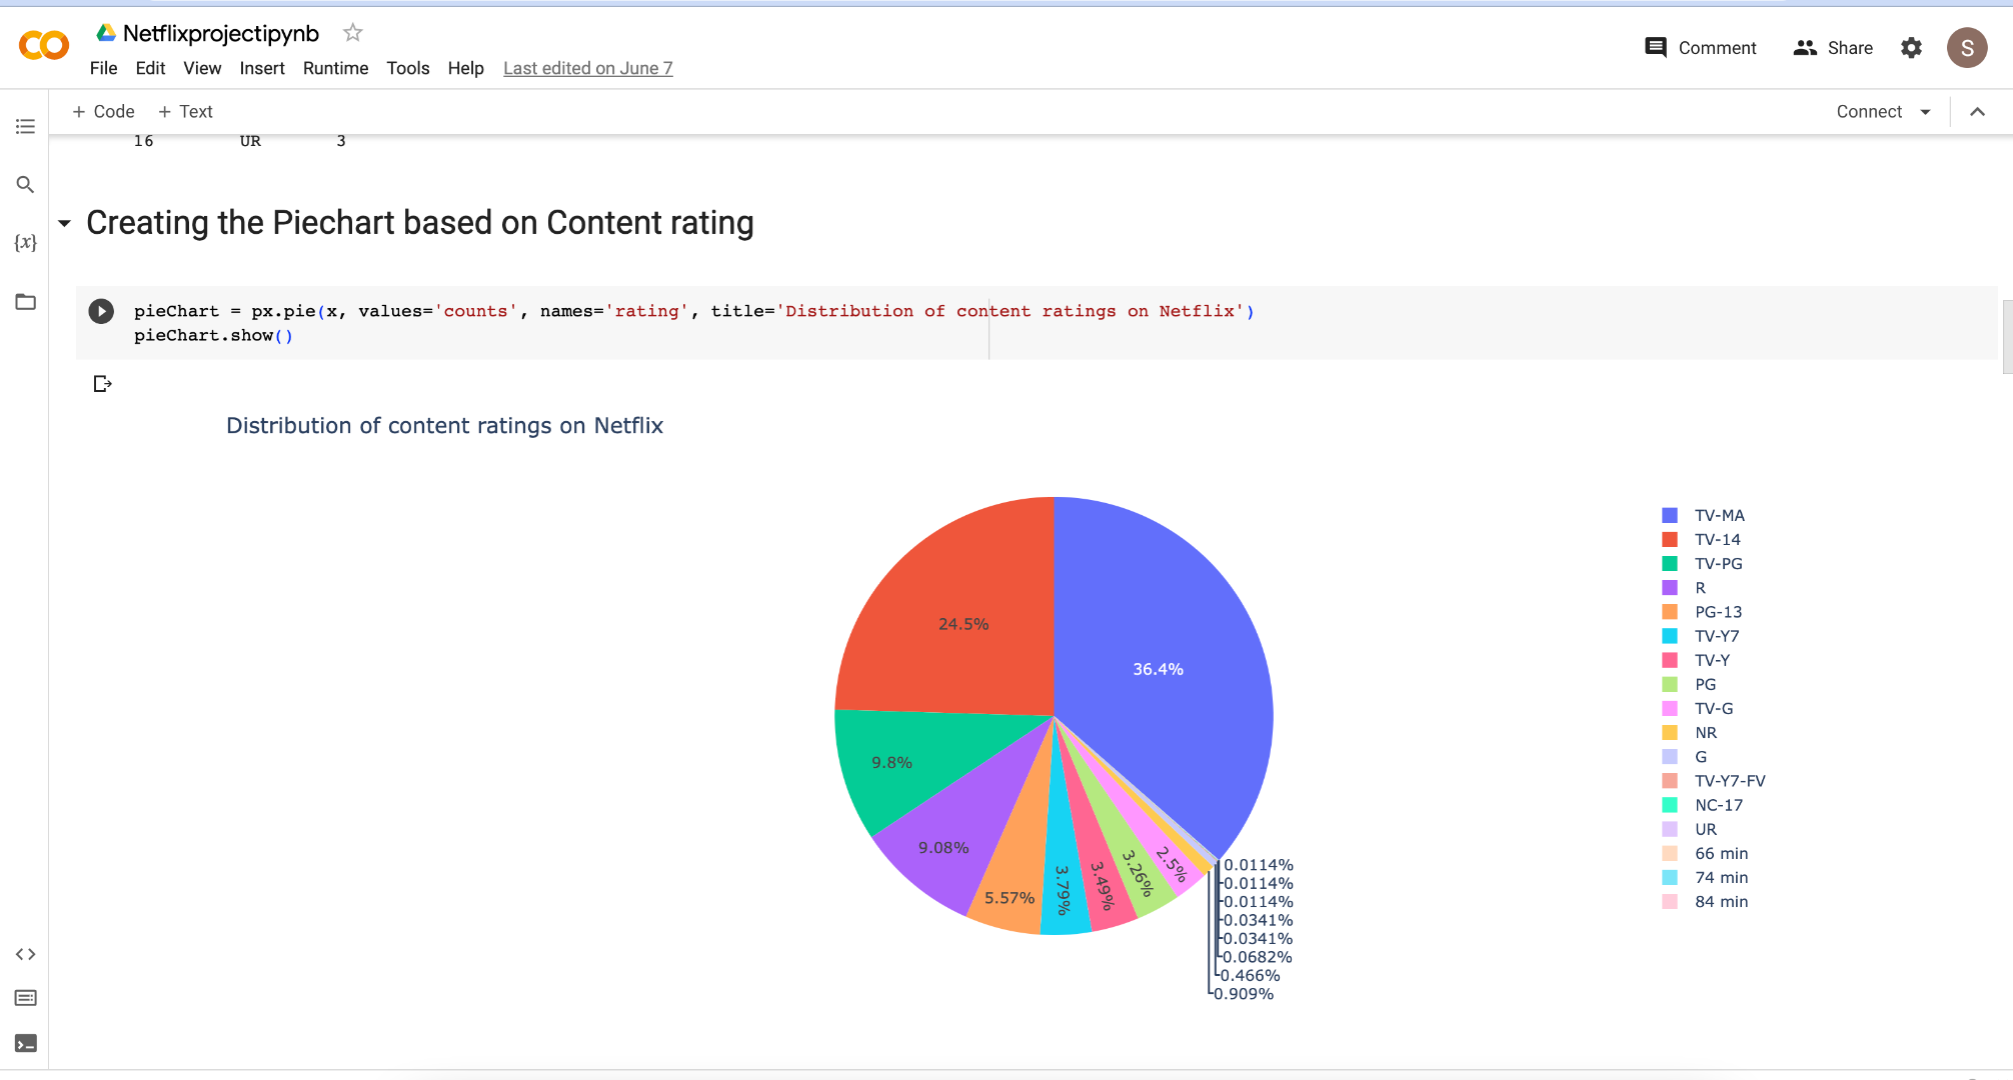 Netflixprojectipynb
File Edit View Insert Runtime Tools Help Last edited on June 7
Comment Share S
+ Code + Text
Connect
16 UR 3
{x}
Creating the Piechart based on Content rating
pieChart = px.pie(x, values='counts', names='rating', title='Distribution of content ratings on Netflix')
pieChart.show()
Distribution of content ratings on Netflix
36.4%
24.5%
9.8%
9.08%
5.57%
3.79%
3.49%
3.26%
2.5%
0.0114%
0.0114%
0.0114%
0.0341%
0.0341%
0.0682%
0.466%
0.909%
TV-MA
TV-14
TV-PG
R
PG-13
TV-Y7
TV-Y
PG
TV-G
NR
G
TV-Y7-FV
NC-17
UR
66 min
74 min
84 min